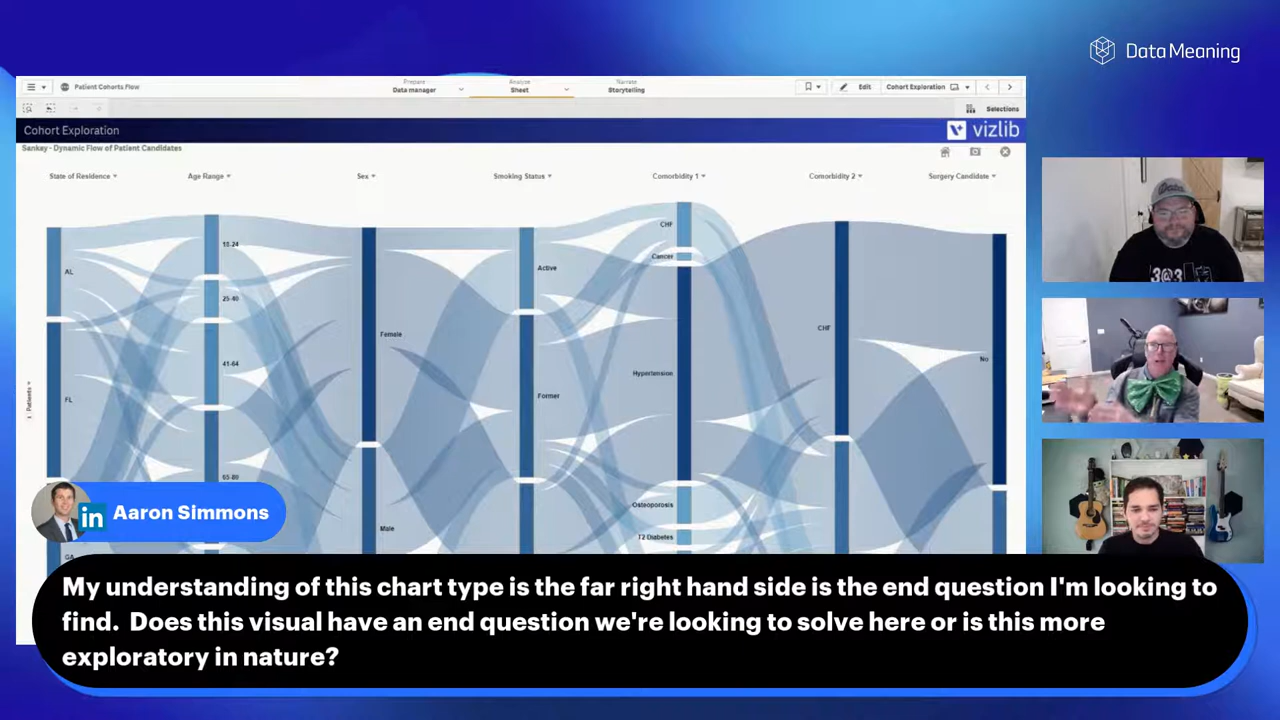 DataMeaning
Patient Cohorts Flow
Prepare
Data manager
Analyze
Sheet
Narrate
Storytelling
Edit
Cohort Exploration
Selections
Cohort Exploration
vizlib
Sankey - Dynamic Flow of Patient Candidates
State of Residence
Age Range
Sex
Smoking Status
Comorbidity 1
Comorbidity 2
Surgery Candidate
Patients
AL
FL
GA
18-24
25-40
41-64
65-80
Female
Male
Active
Former
CHF
Cancer
Hypertension
Osteoporosis
T2 Diabetes
CHF
No
3@3
in Aaron Simmons
My understanding of this chart type is the far right hand side is the end question I'm looking to
find. Does this visual have an end question we're looking to solve here or is this more
exploratory in nature?